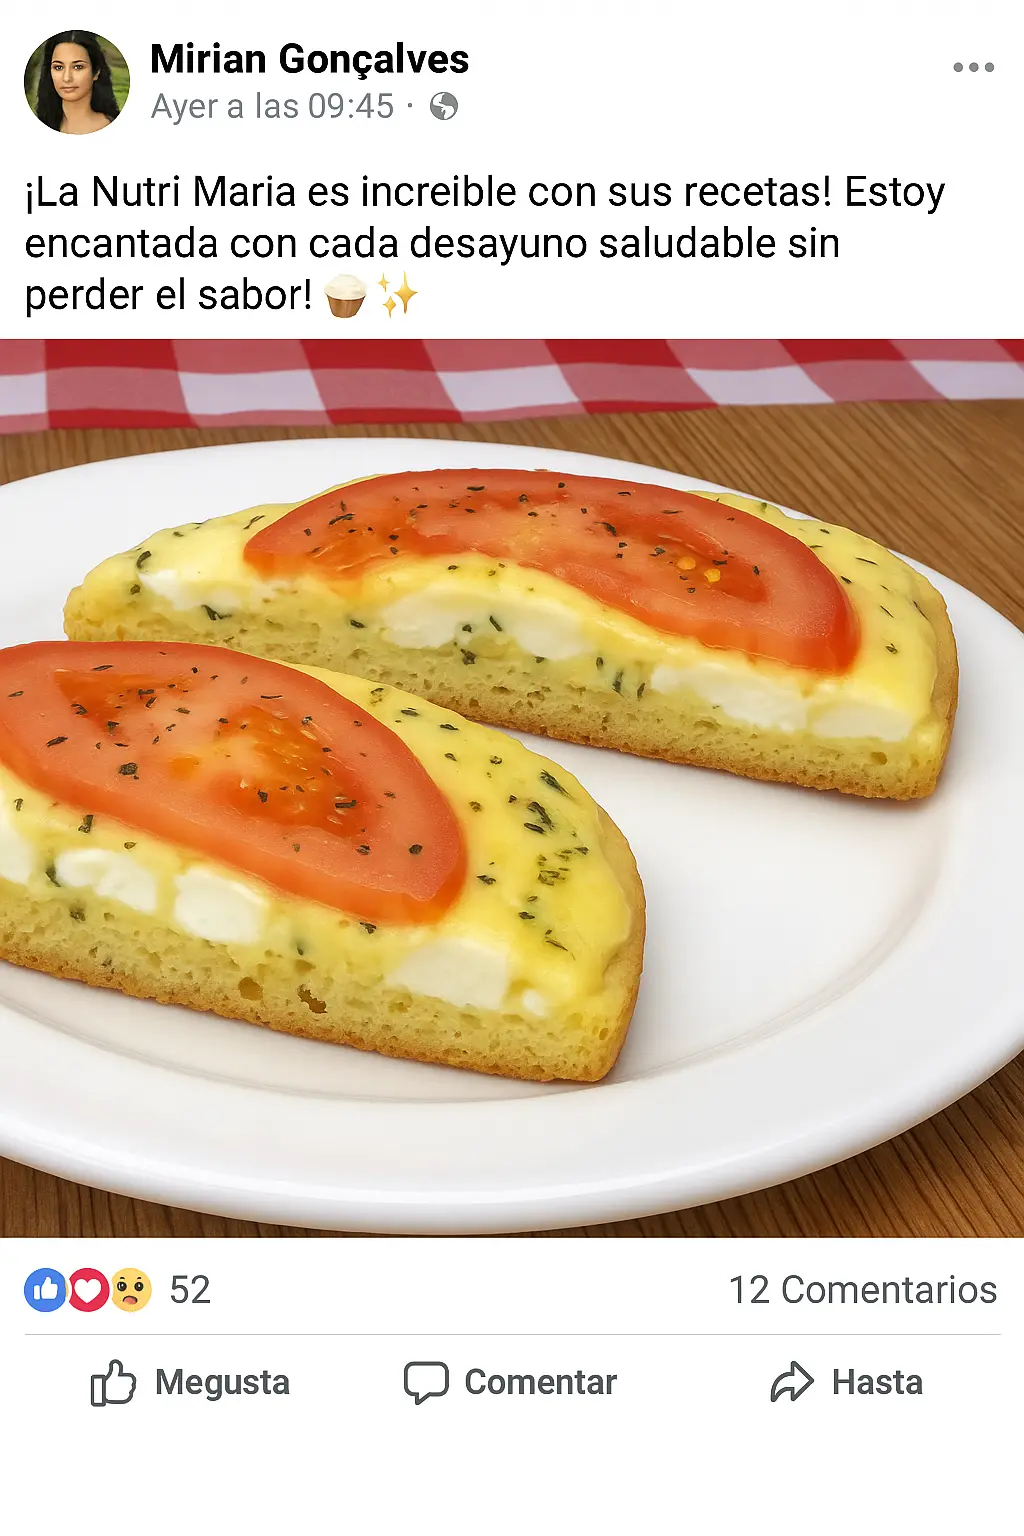 Mirian Gonçalves
Ayer a las 09:45 ·
¡La Nutri Maria es increible con sus recetas! Estoy
encantada con cada desayuno saludable sin
perder el sabor! 🧁✨
52
12 Comentarios
Megusta
Comentar
Hasta